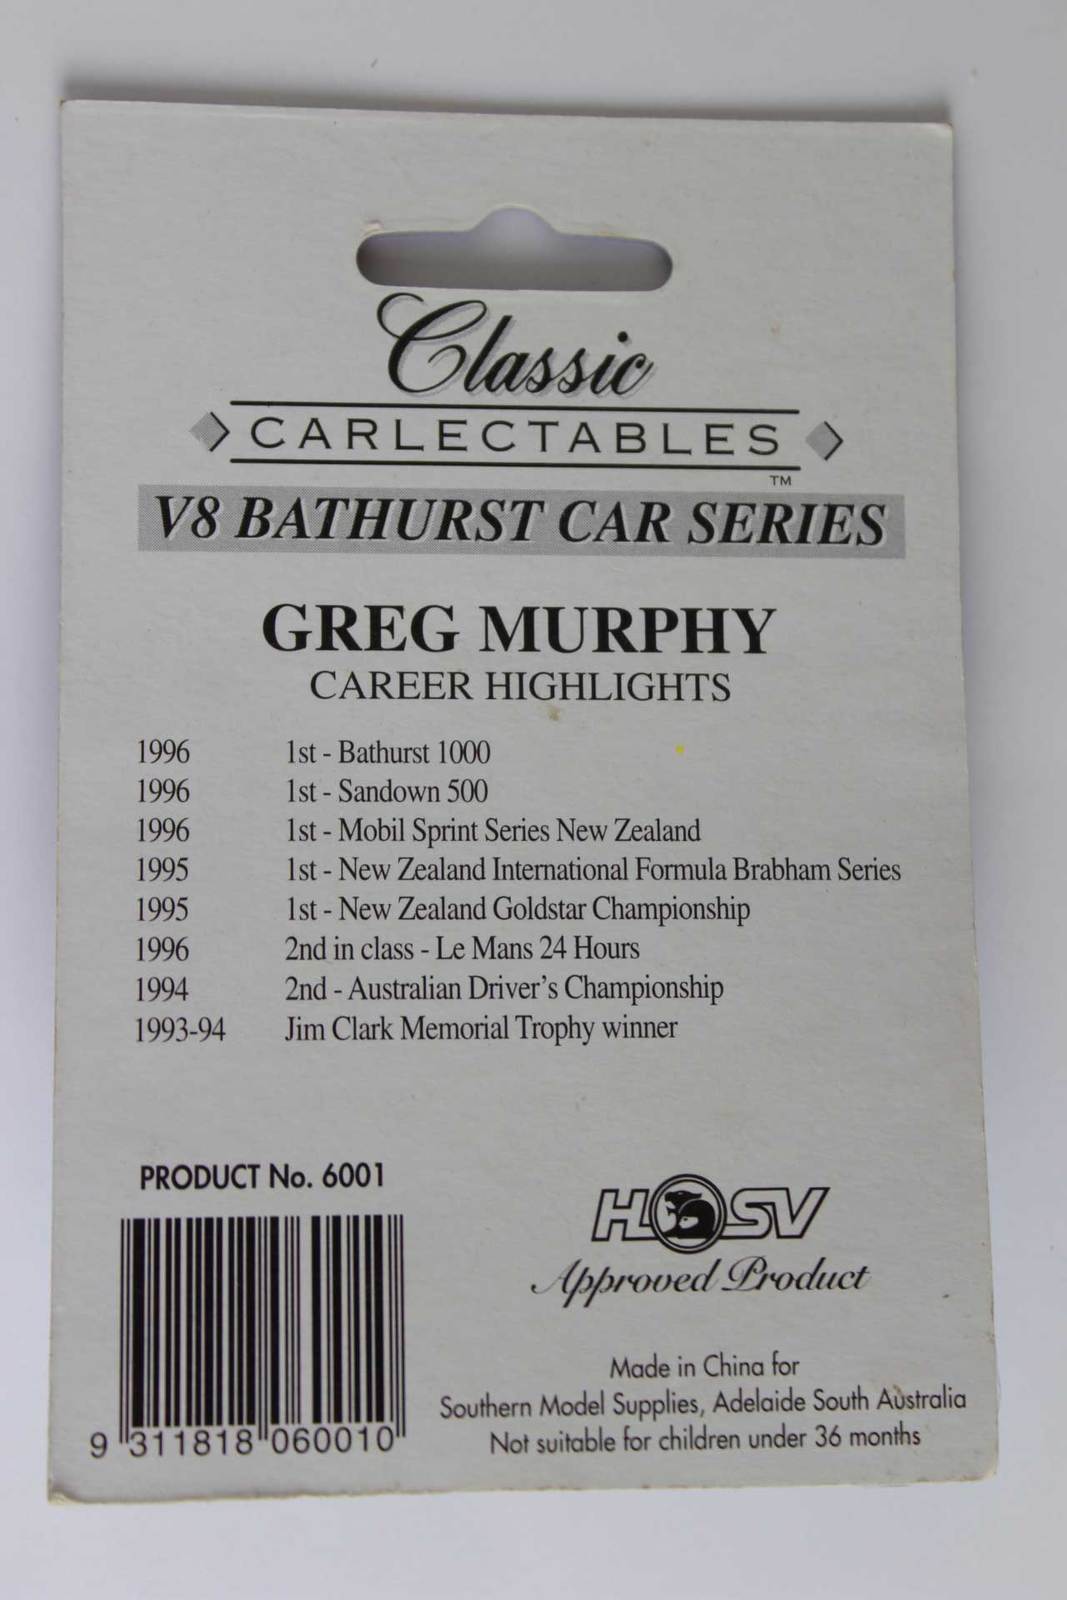 Classic
CARLECTABLES
TM
V8 BATHURST CAR SERIES
GREG MURPHY
CAREER HIGHLIGHTS
1996 1st - Bathurst 1000
1996 1st - Sandown 500
1996 1st - Mobil Sprint Series New Zealand
1995 1st - New Zealand International Formula Brabham Series
1995 1st - New Zealand Goldstar Championship
1996 2nd in class - Le Mans 24 Hours
1994 2nd - Australian Driver's Championship
1993-94 Jim Clark Memorial Trophy winner
PRODUCT No. 6001
9 311818 060010
HSV
Approved Product
Made in China for
Southern Model Supplies, Adelaide South Australia
Not suitable for children under 36 months